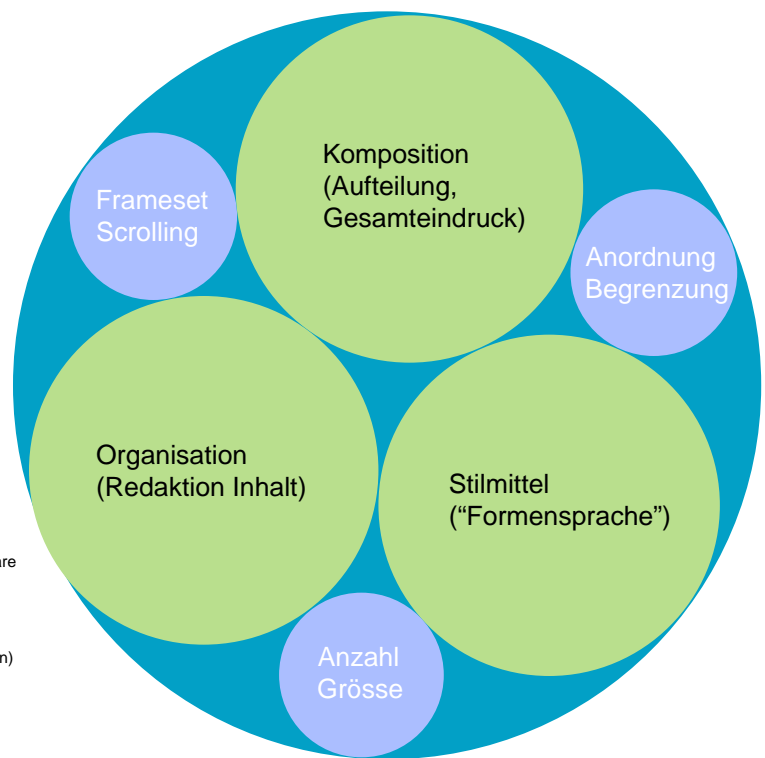 Komposition
(Aufteilung,
Gesamteindruck)
Frameset
Scrolling
Anordnung
Begrenzung
Organisation
(Redaktion Inhalt)
Stilmittel
(“Formensprache”)
Anzahl
Grösse